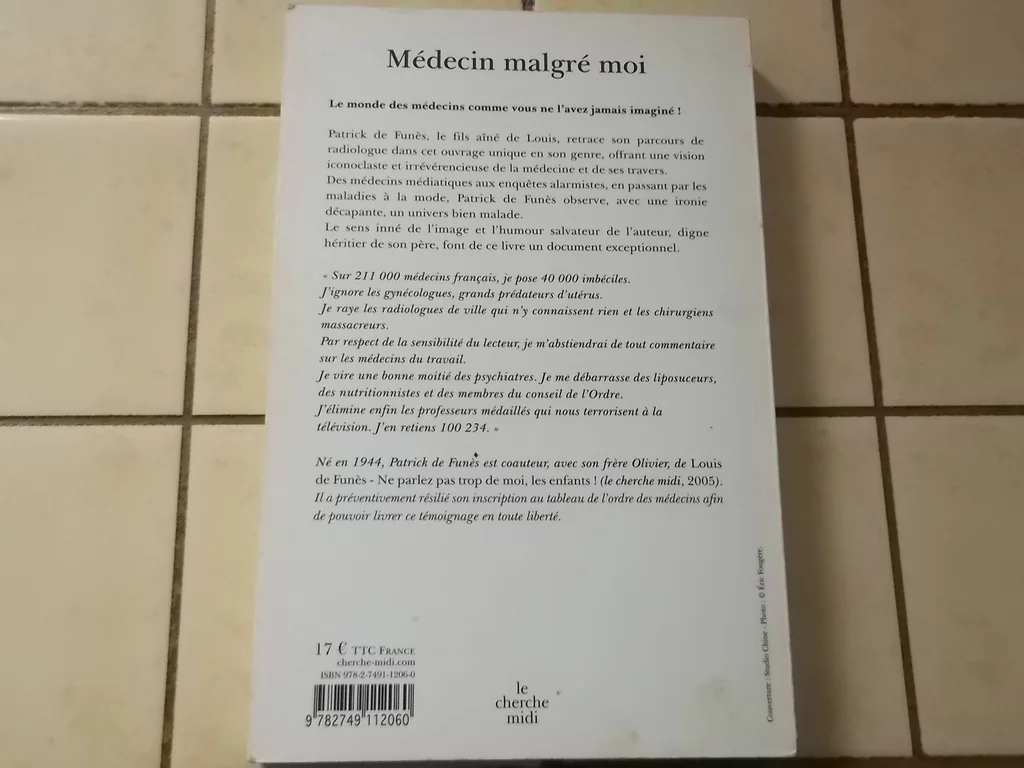 Médecin malgré moi
Le monde des médecins comme vous ne l'avez jamais imaginé !
Patrick de Funès, le fils aîné de Louis, retrace son parcours de
radiologue dans cet ouvrage unique en son genre, offrant une vision
iconoclaste et irrévérencieuse de la médecine et de ses travers.
Des médecins médiatiques aux enquêtes alarmistes, en passant par les
maladies à la mode, Patrick de Funès observe, avec une ironie
décapante, un univers bien malade.
Le sens inné de l'image et l'humour salvateur de l'auteur, digne
héritier de son père, font de ce livre un document exceptionnel.
« Sur 211 000 médecins français, je pose 40 000 imbéciles.
J'ignore les gynécologues, grands prédateurs d'utérus.
Je raye les radiologues de ville qui n'y connaissent rien et les chirurgiens
massacreurs.
Par respect de la sensibilité du lecteur, je m'abstiendrai de tout commentaire
sur les médecins du travail.
Je vire une bonne moitié des psychiatres. Je me débarrasse des liposuceurs,
des nutritionnistes et des membres du conseil de l'Ordre.
J'élimine enfin les professeurs médaillés qui nous terrorisent à la
télévision. J'en retiens 100 234. »
Né en 1944, Patrick de Funès est coauteur, avec son frère Olivier, de Louis
de Funès - Ne parlez pas trop de moi, les enfants ! (le cherche midi, 2005).
Il a préventivement résilié son inscription au tableau de l'ordre des médecins afin
de pouvoir livrer ce témoignage en toute liberté.
17 € TTC FRANCE
cherche-midi.com
ISBN 978-2-7491-1206-0
9 782749 112060
le
cherche
midi
Couverture : Studio Chine - Photo : © Éric Fougère.